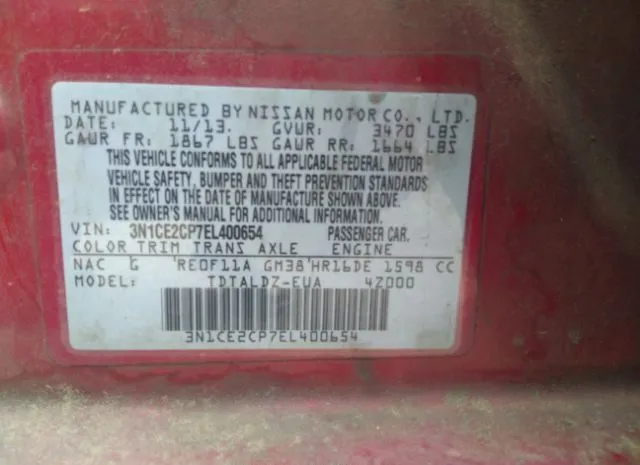 MANUFACTURED BY NISSAN MOTOR CO., LTD.
DATE: 11/13. GVWR: 3470 LBS
GAWR FR: 1867 LBS GAWR RR: 1664 LBS
THIS VEHICLE CONFORMS TO ALL APPLICABLE FEDERAL MOTOR
VEHICLE SAFETY, BUMPER AND THEFT PREVENTION STANDARDS
IN EFFECT ON THE DATE OF MANUFACTURE SHOWN ABOVE.
SEE OWNER'S MANUAL FOR ADDITIONAL INFORMATION.
VIN: 3N1CE2CP7EL400654 PASSENGER CAR.
COLOR TRIM TRANS AXLE ENGINE
NAC G RE0F11A GM38 HR16DE 1598 CC
MODEL: TDTALDZ-EUA 4Z000
3N1CE2CP7EL400654